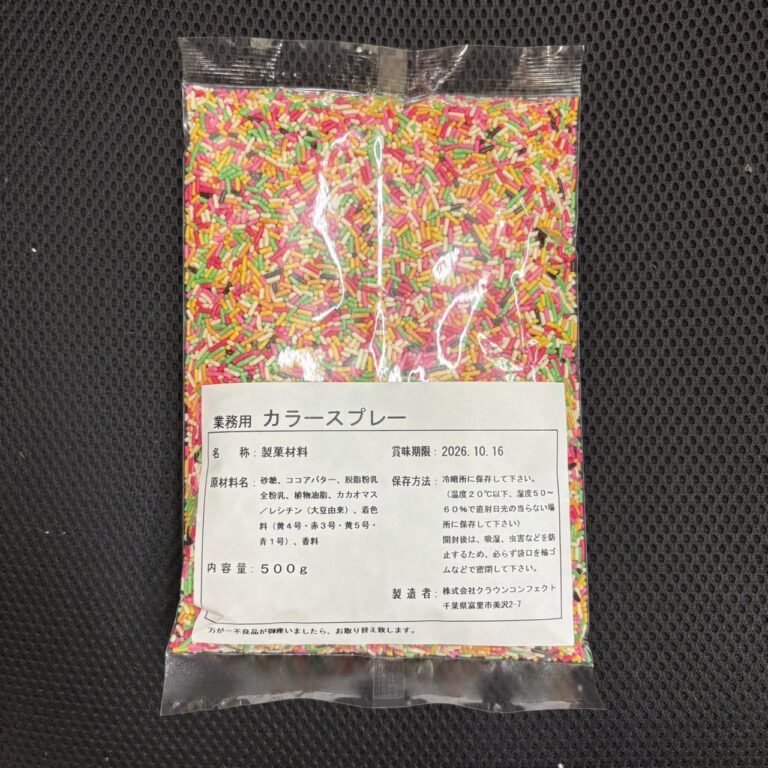 業務用 カラースプレー
名 称：製菓材料
原材料名：砂糖、ココアバター、脱脂粉乳
全粉乳、植物油脂、カカオマス
／レシチン（大豆由来）、着色
料（黄4号・赤3号・黄5号・
青1号）、香料
内容量：500g
賞味期限：2026.10.16
保存方法：冷暗所に保存して下さい。
（温度20℃以下、湿度50～
60％で直射日光の当らない場
所に保存して下さい）
開封後は、吸湿、虫害などを防
止するため、必らず袋口を輪ゴ
ムなどで密閉して下さい。
製造者：株式会社クラウンコンフェクト
千葉県富里市美沢2-7
万が一不良品が御座いましたら、お取り替え致します。